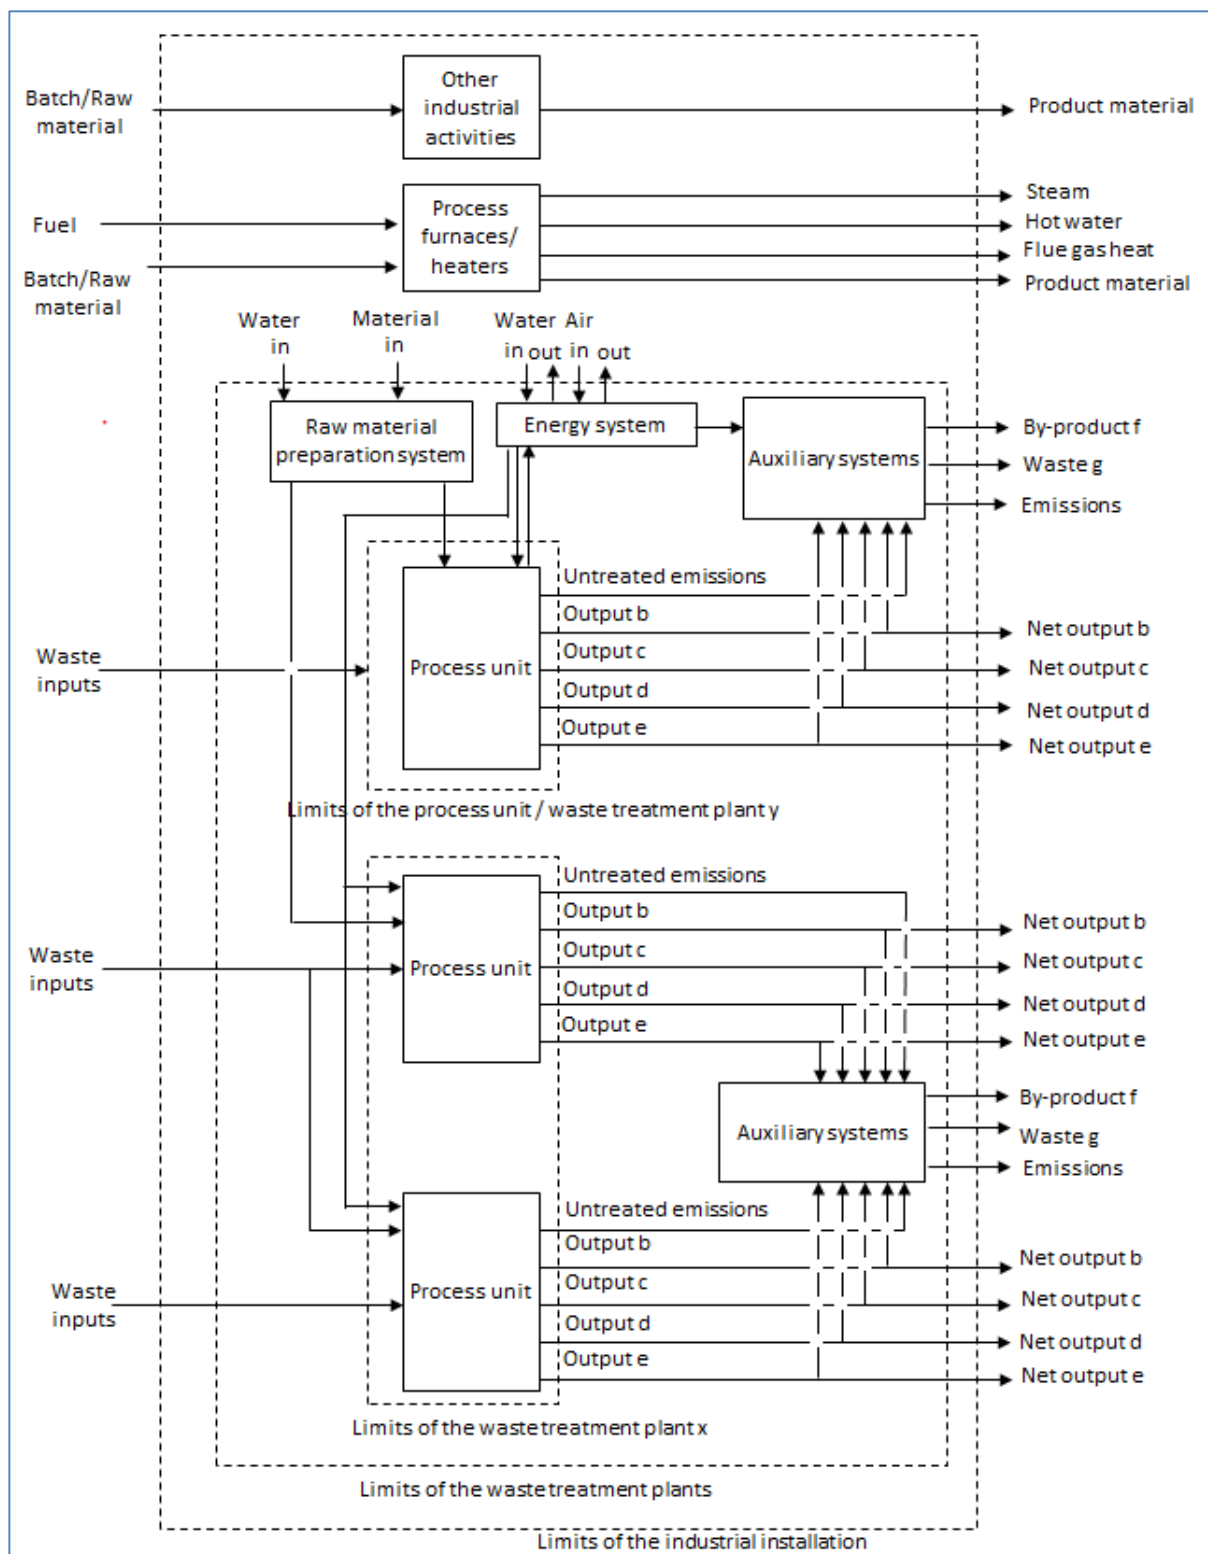 Other
industrial
activities
Batch/Raw
material
Product material
Process
furnaces/
heaters
Fuel
Batch/Raw
material
Steam
Hot water
Flue gas heat
Product material
Water
in
Material
in
Water Air
in out in out
Raw material
preparation system
Energy system
Auxiliary systems
By-product f
Waste g
Emissions
Waste
inputs
Process unit
Untreated emissions
Output b
Output c
Output d
Output e
Net output b
Net output c
Net output d
Net output e
Limits of the process unit / waste treatment plant y
Waste
inputs
Process unit
Untreated emissions
Output b
Output c
Output d
Output e
Net output b
Net output c
Net output d
Net output e
Auxiliary systems
By-product f
Waste g
Emissions
Waste
inputs
Process unit
Untreated emissions
Output b
Output c
Output d
Output e
Net output b
Net output c
Net output d
Net output e
Limits of the waste treatment plant x
Limits of the waste treatment plants
Limits of the industrial installation